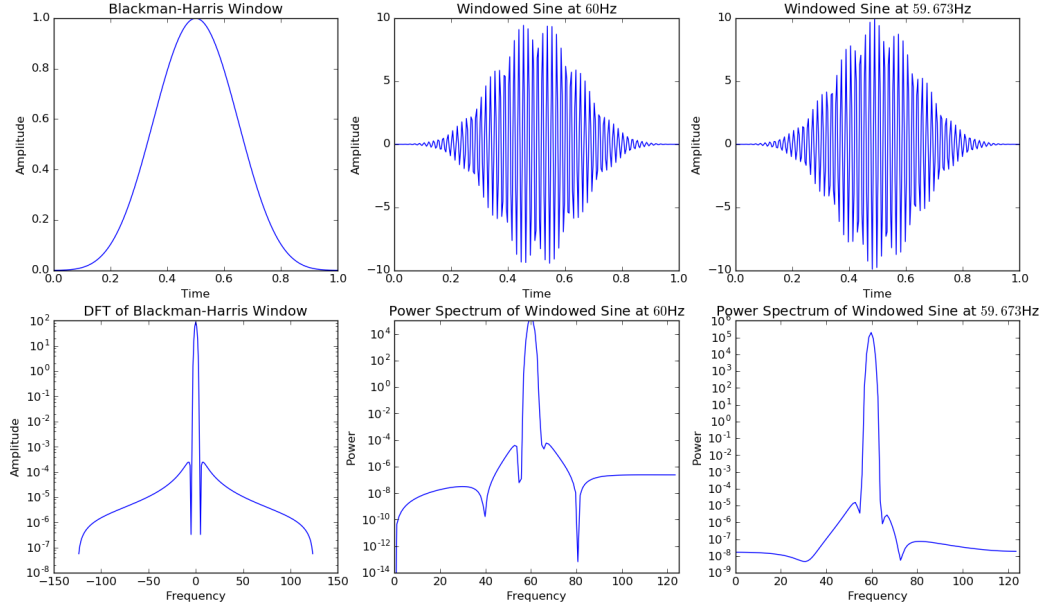 Blackman-Harris Window
Windowed Sine at 60Hz
Windowed Sine at 59.673Hz
Amplitude
1.0
0.8
0.6
0.4
0.2
0.0
0.0 0.2 0.4 0.6 0.8 1.0
Time
Amplitude
10
5
0
−5
−10
0.0 0.2 0.4 0.6 0.8 1.0
Time
Amplitude
10
5
0
−5
−10
0.0 0.2 0.4 0.6 0.8 1.0
Time
DFT of Blackman-Harris Window
Power Spectrum of Windowed Sine at 60Hz
Power Spectrum of Windowed Sine at 59.673Hz
Amplitude
10^2
10^1
10^0
10^-1
10^-2
10^-3
10^-4
10^-5
10^-6
10^-7
10^-8
−150 −100 −50 0 50 100 150
Frequency
Power
10^4
10^2
10^0
10^-2
10^-4
10^-6
10^-8
10^-10
10^-12
10^-14
0 20 40 60 80 100 120
Frequency
Power
10^6
10^5
10^4
10^3
10^2
10^1
10^0
10^-1
10^-2
10^-3
10^-4
10^-5
10^-6
10^-7
10^-8
10^-9
0 20 40 60 80 100 120
Frequency